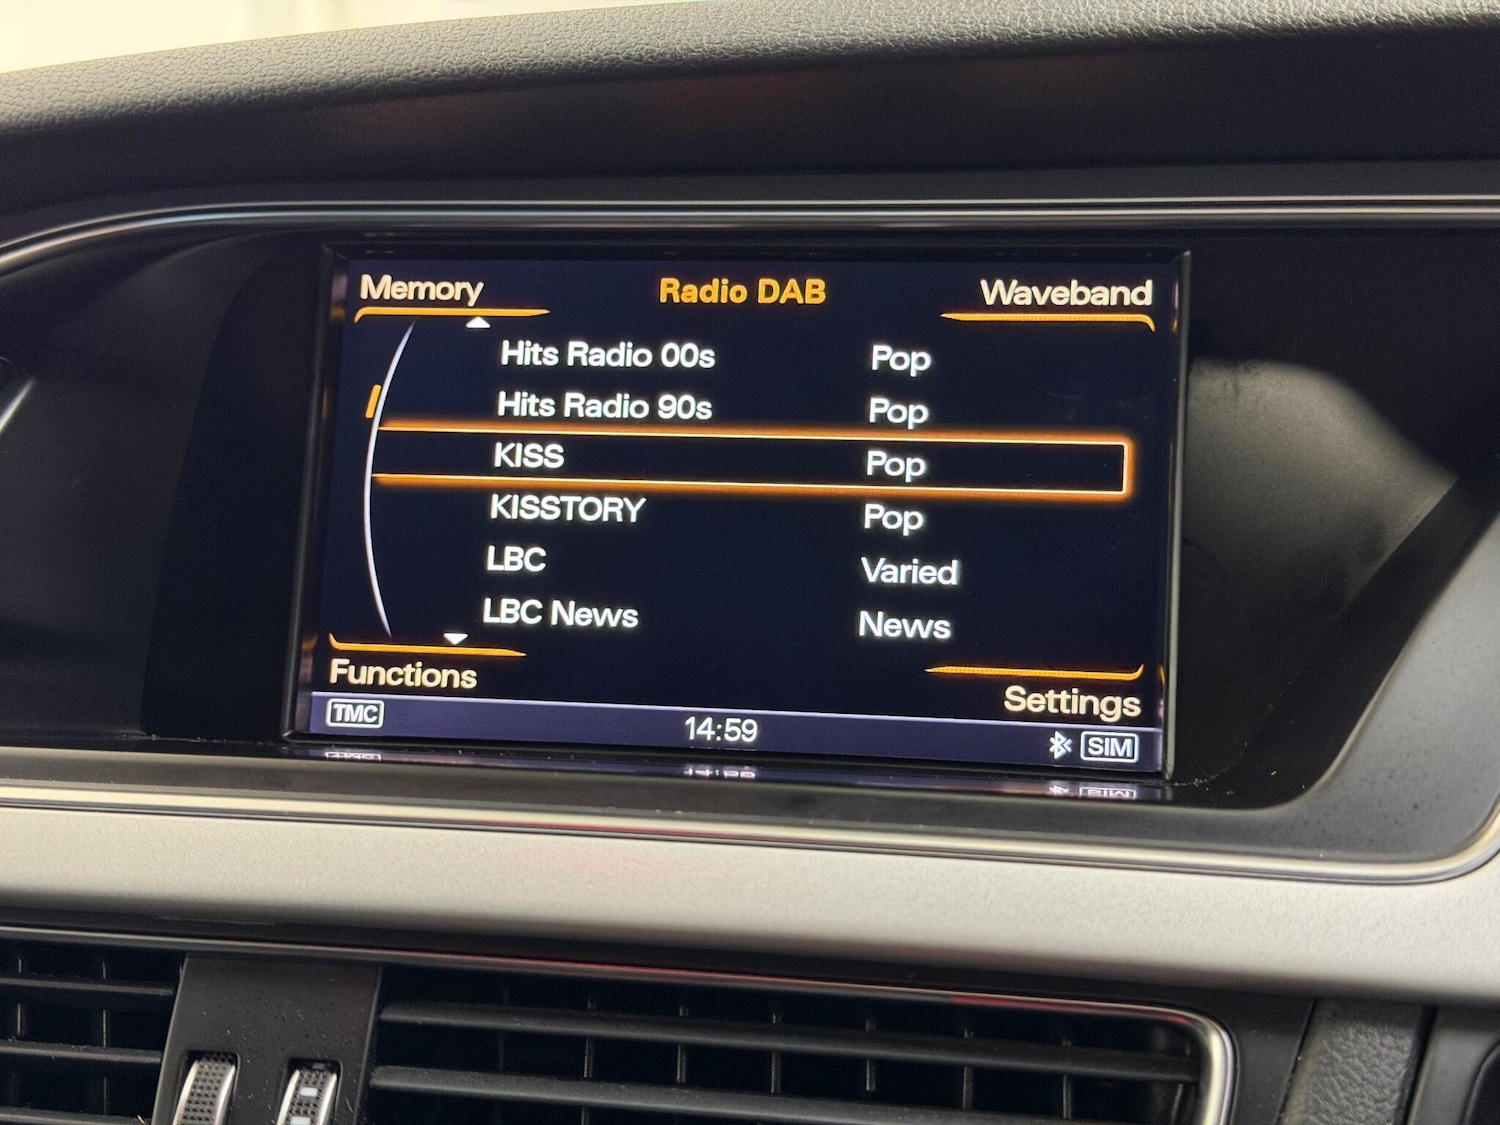 Memory Radio DAB Waveband
Hits Radio 00s Pop
Hits Radio 90s Pop
KISS Pop
KISSTORY Pop
LBC Varied
LBC News News
Functions Settings
TMC 14:59 SIM